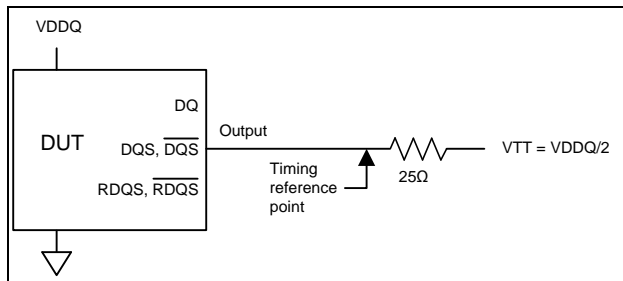 VDDQ
DQ
DUT
DQS, DQS
RDQS, RDQS
Output
Timing
reference
point
25Ω
VTT = VDDQ/2